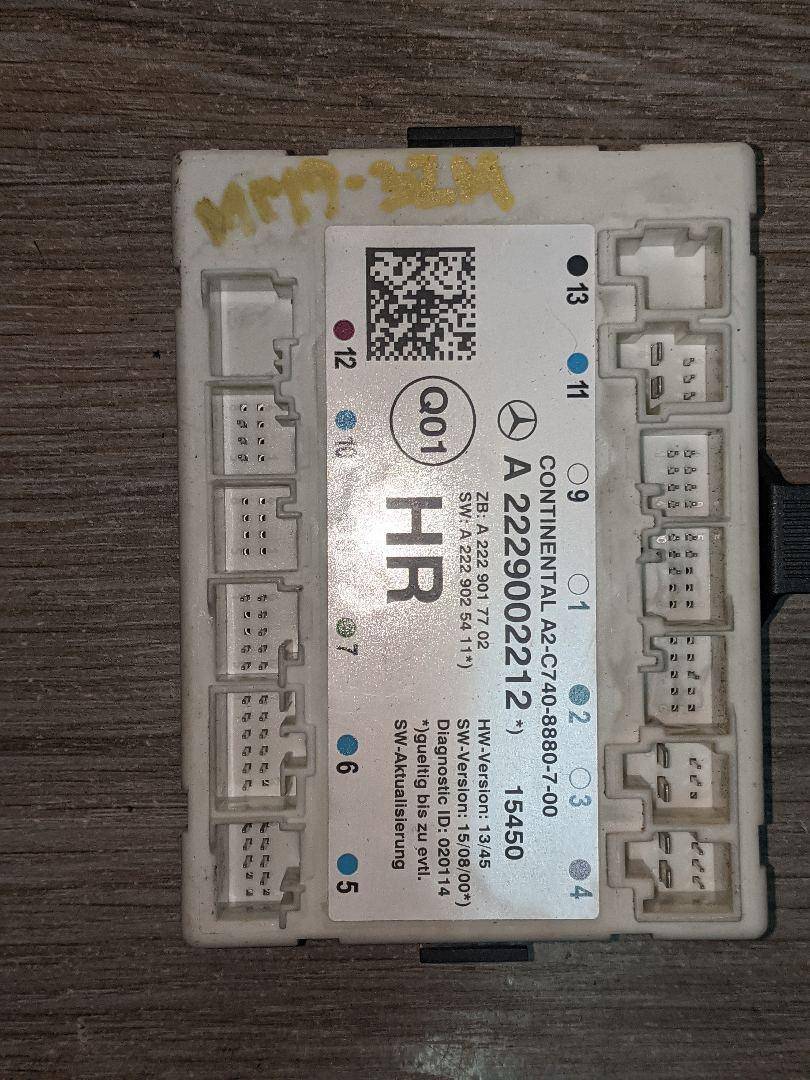 13
11
9
1
2
3
4
CONTINENTAL A2-C740-8880-7-00
A 2229002212 *) 15450
ZB: A 222 901 77 02
SW: A 222 902 54 11*)
HW-Version: 13/45
SW-Version: 15/08/00*)
Diagnostic ID: 020114
*)gueltig bis zu evtl.
SW-Aktualisierung
Q01
HR
12
10
7
6
5